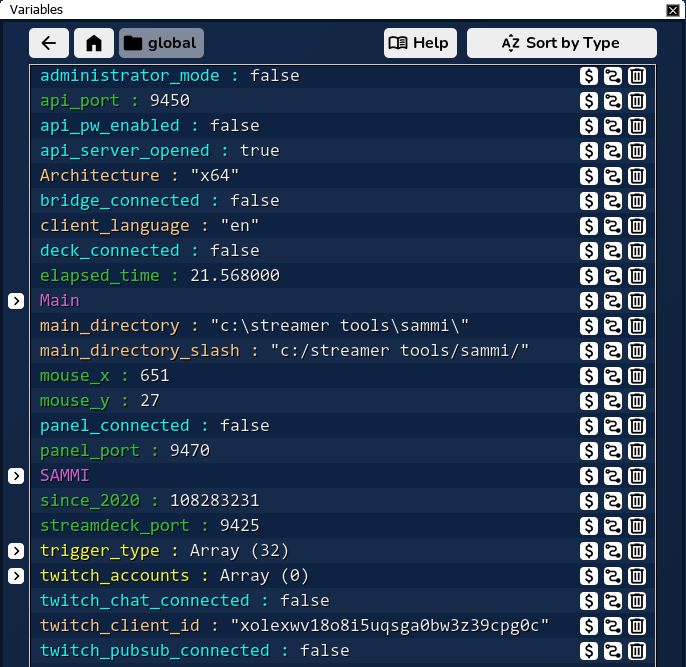 Variables
global Help Sort by Type
administrator_mode : false
api_port : 9450
api_pw_enabled : false
api_server_opened : true
Architecture : "x64"
bridge_connected : false
client_language : "en"
deck_connected : false
elapsed_time : 21.568000
Main
main_directory : "c:\streamer tools\sammi\"
main_directory_slash : "c:/streamer tools/sammi/"
mouse_x : 651
mouse_y : 27
panel_connected : false
panel_port : 9470
SAMMI
since_2020 : 108283231
streamdeck_port : 9425
trigger_type : Array (32)
twitch_accounts : Array (0)
twitch_chat_connected : false
twitch_client_id : "xolexwv18o8i5uqsga0bw3z39cpg0c"
twitch_pubsub_connected : false